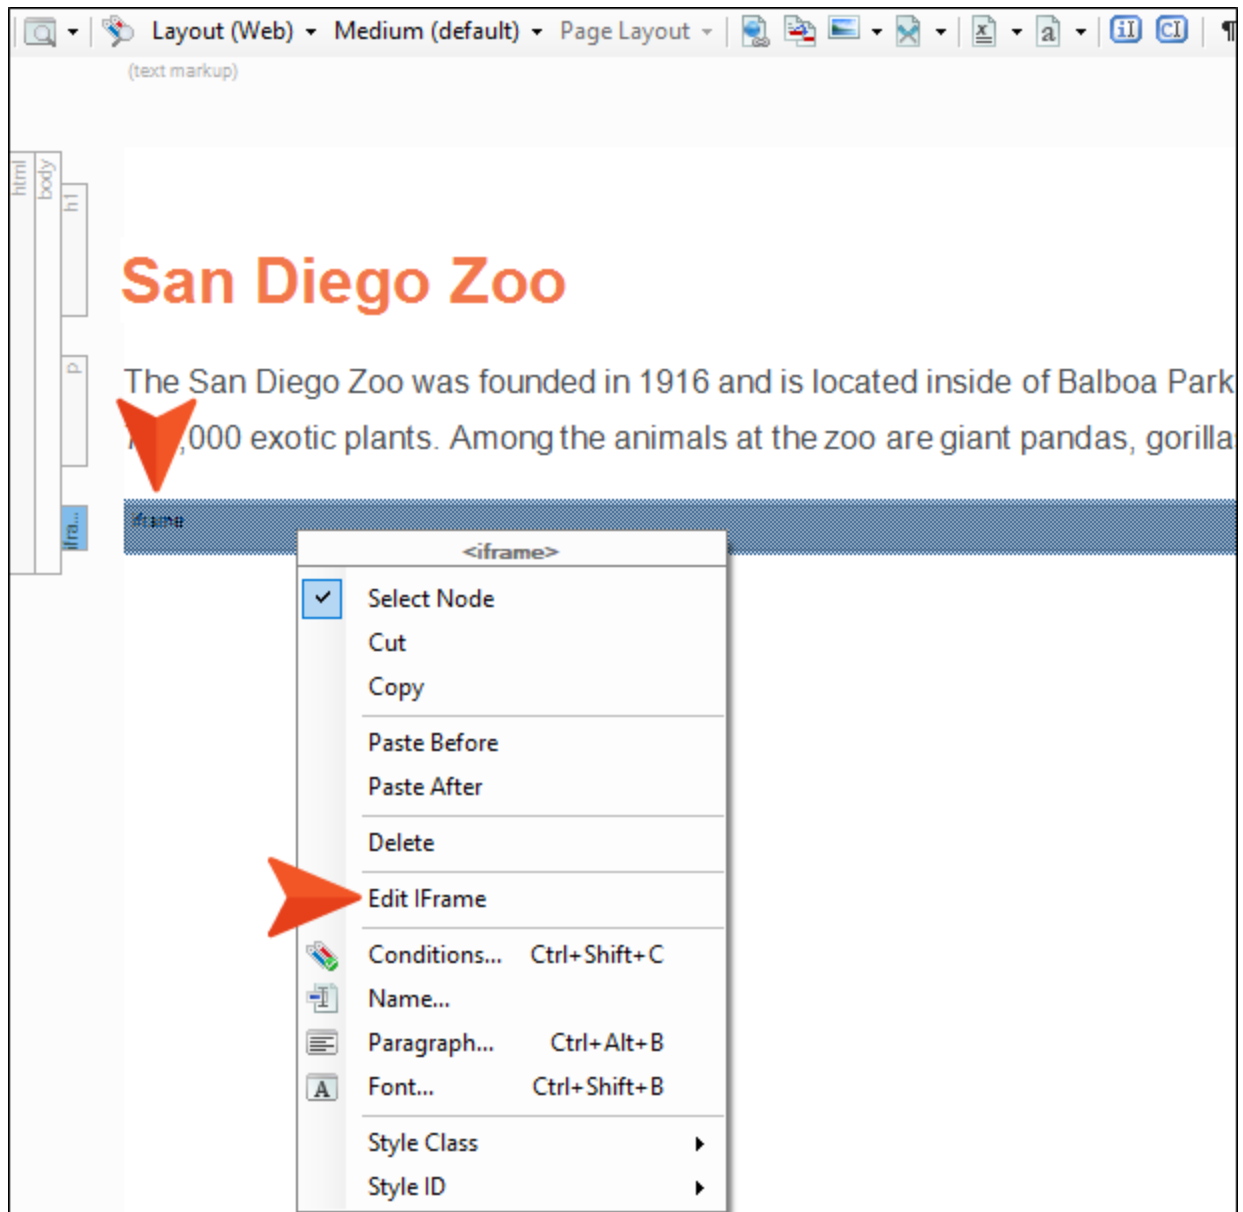 Layout (Web) Medium (default) Page Layout
(text markup)
html
body
h1
San Diego Zoo
p
The San Diego Zoo was founded in 1916 and is located inside of Balboa Park
,000 exotic plants. Among the animals at the zoo are giant pandas, gorilla
ifra...
iframe
<iframe>
Select Node
Cut
Copy
Paste Before
Paste After
Delete
Edit IFrame
Conditions... Ctrl+Shift+C
Name...
Paragraph... Ctrl+Alt+B
Font... Ctrl+Shift+B
Style Class
Style ID